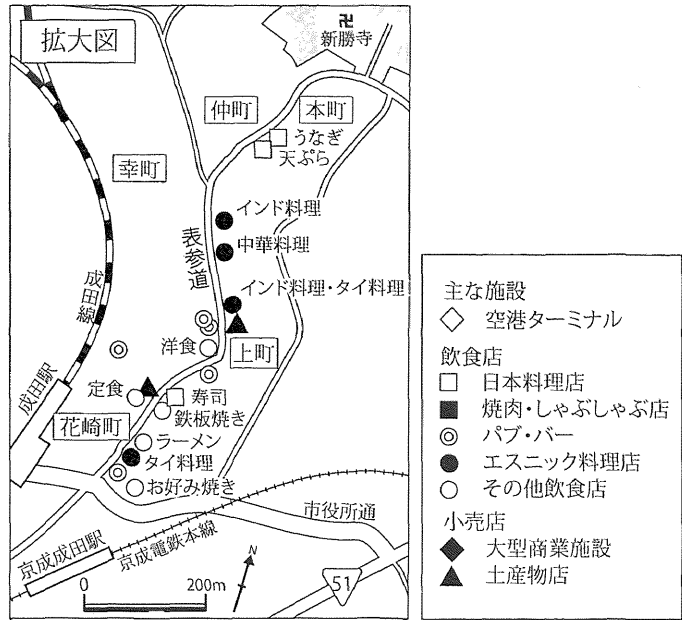 拡大図
卍
新勝寺
仲町
本町
うなぎ
天ぷら
幸町
インド料理
表参道
中華料理
成田線
インド料理・タイ料理
洋食
上町
成田駅
定食
寿司
鉄板焼き
花崎町
ラーメン
タイ料理
お好み焼き
市役所通
京成成田駅
京成電鉄本線
N
51
0 200m
主な施設
空港ターミナル
飲食店
日本料理店
焼肉・しゃぶしゃぶ店
パブ・バー
エスニック料理店
その他飲食店
小売店
大型商業施設
土産物店